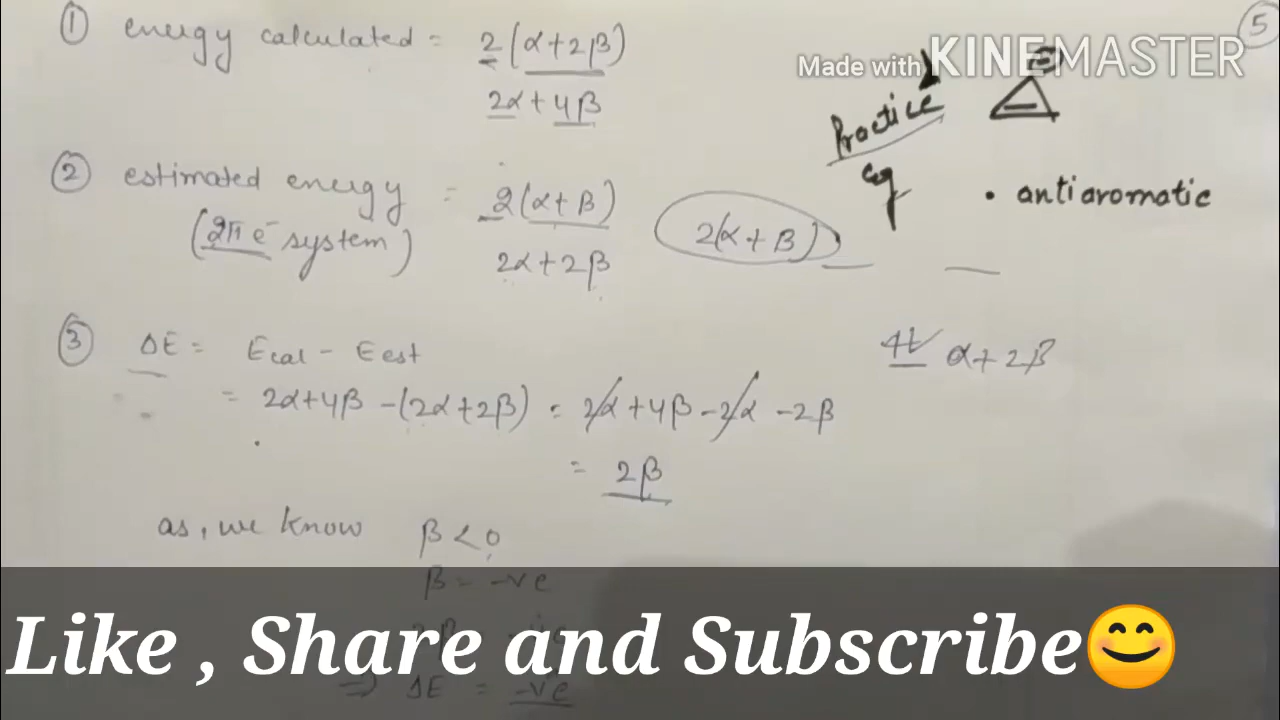 ① energy calculated = 2(α+2β)
2α+4β
② estimated energy = 2(α+β)
(2π e⁻ system)
2α+2β
2(α+β)
③ ΔE = Ecal - Eest
= 2α+4β -(2α+2β) = 2α+4β-2α-2β
= 2β
as, we know β<0
β = -ve
⇒ ΔE = -ve
5
Made with KINEMASTER
Practice
eg
• antiaromatic
α+2β
Like , Share and Subscribe😊